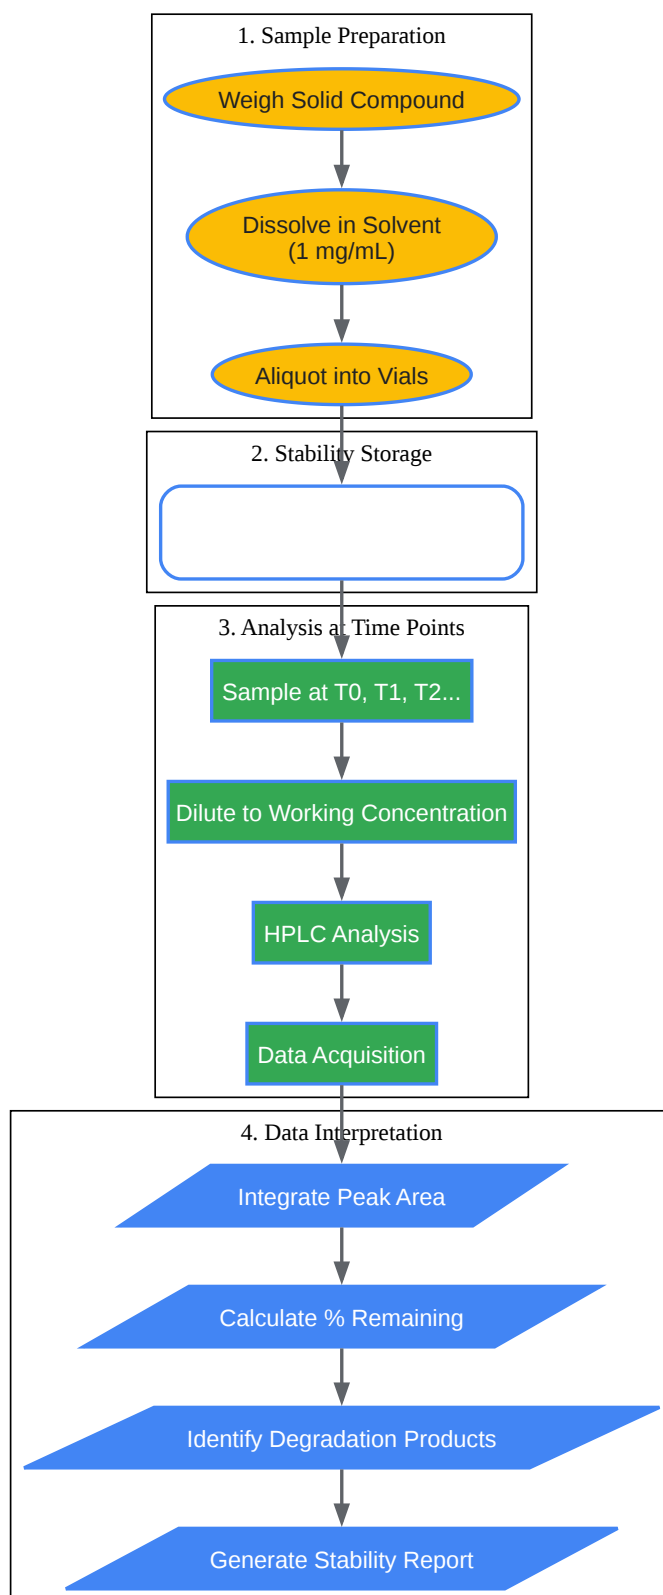 1. Sample Preparation
Weigh Solid Compound
Dissolve in Solvent
(1 mg/mL)
Aliquot into Vials
2. Stability Storage
3. Analysis at Time Points
Sample at T0, T1, T2...
Dilute to Working Concentration
HPLC Analysis
Data Acquisition
4. Data Interpretation
Integrate Peak Area
Calculate % Remaining
Identify Degradation Products
Generate Stability Report